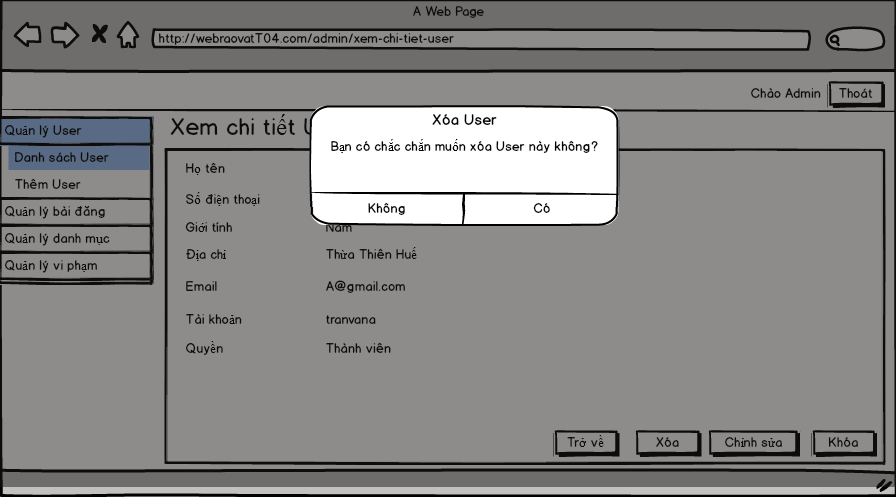 A Web Page
http://webraovatT04.com/admin/xem-chi-tiet-user
Chào Admin Thoát
Quản lý User
Danh sách User
Thêm User
Quản lý bài đăng
Quản lý danh mục
Quản lý vi phạm
Xem chi tiết
Xóa User
Bạn có chắc chắn muốn xóa User này không?
Không Có
Họ tên
Số điện thoại
Giới tính Nam
Địa chỉ Thừa Thiên Huế
Email A@gmail.com
Tài khoản tranvana
Quyền Thành viên
Trở về Xóa Chỉnh sửa Khóa